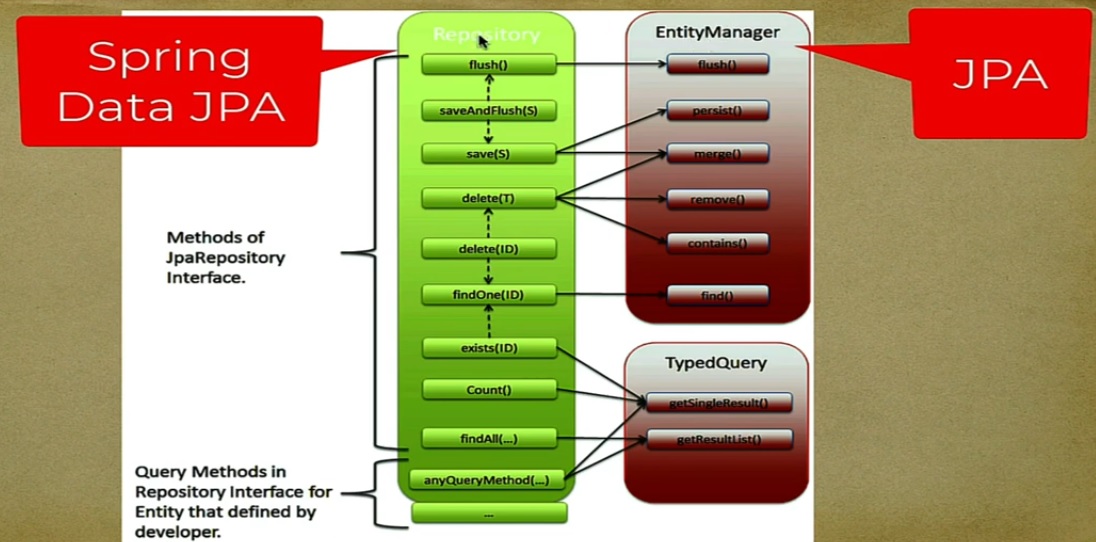 Spring
Data JPA
Repository
EntityManager
JPA
flush()
flush()
saveAndFlush(S)
persist()
save(S)
merge()
delete(T)
remove()
Methods of
JpaRepository
Interface.
delete(ID)
contains()
findOne(ID)
find()
exists(ID)
TypedQuery
Count()
getSingleResult()
findAll(...)
getResultList()
Query Methods in
Repository Interface for
Entity that defined by
developer.
anyQueryMethod(...)
...